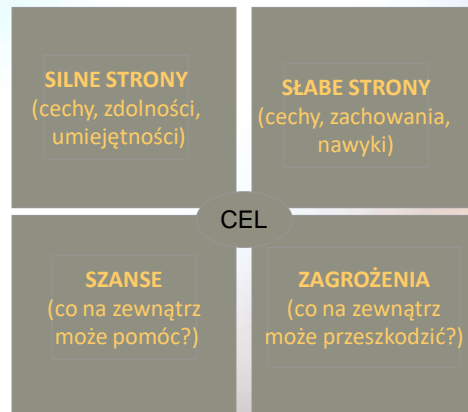 SILNE STRONY
(cechy, zdolności,
umiejętności)
SŁABE STRONY
(cechy, zachowania,
nawyki)
CEL
SZANSE
(co na zewnątrz
może pomóc?)
ZAGROŻENIA
(co na zewnątrz
może przeszkodzić?)